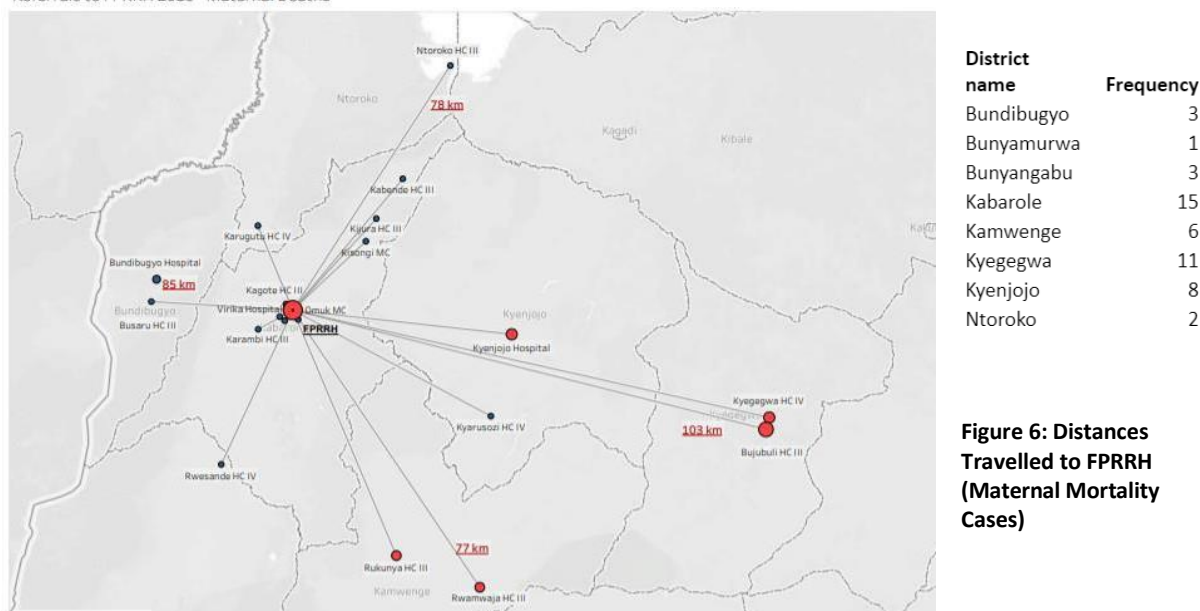 Ntoroko HC III
Ntoroko
78 km
Kagadi
Kibale
Kabende HC III
Kijura HC III
Karugutu HC IV
Kisongi MC
Bundibugyo Hospital
85 km
Kagote HC III
Bundibugyo
Virika Hospital
Omuk MC
Busaru HC III
FPRRH
Karambi HC III
Kyenjojo
Kyenjojo Hospital
Kyegegwa HC IV
103 km
Kyarusozi HC IV
Bujubuli HC III
Rwesande HC IV
77 km
Rukunya HC III
Kamwenge
Rwamwaja HC III
District
name Frequency
Bundibugyo 3
Bunyamurwa 1
Bunyangabu 3
Kabarole 15
Kamwenge 6
Kyegegwa 11
Kyenjojo 8
Ntoroko 2
Figure 6: Distances
Travelled to FPRRH
(Maternal Mortality
Cases)